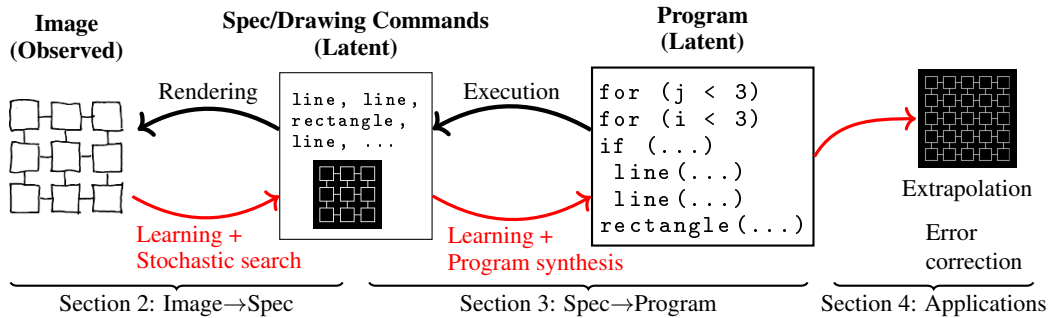 Image
(Observed)
Spec/Drawing Commands
(Latent)
Program
(Latent)
Rendering
line, line,
rectangle,
line, ...
Execution
for (j < 3)
for (i < 3)
if (...)
line(...)
line(...)
rectangle(...)
Learning +
Stochastic search
Learning +
Program synthesis
Extrapolation
Error
correction
Section 2: Image→Spec
Section 3: Spec→Program
Section 4: Applications